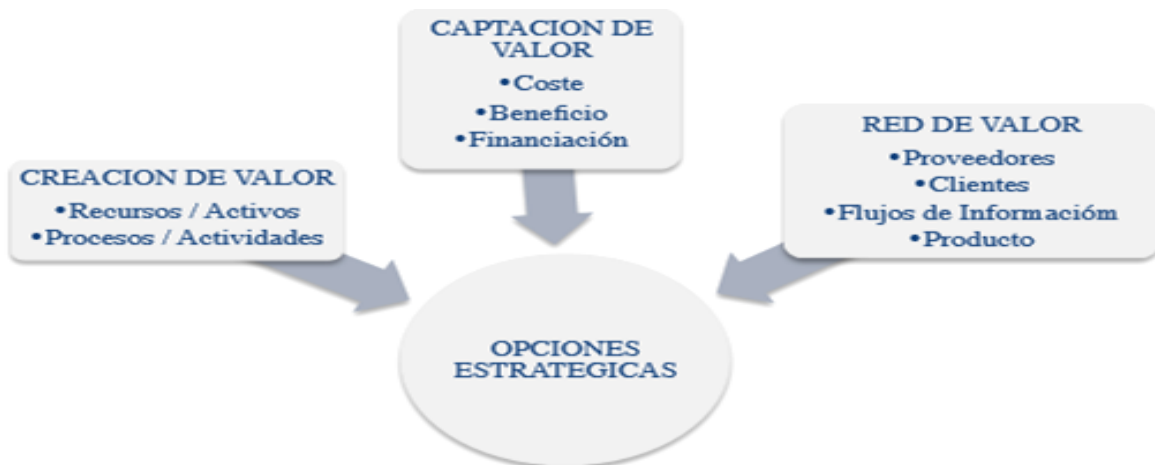 CAPTACION DE
VALOR
•Coste
•Beneficio
•Financiación
RED DE VALOR
•Proveedores
•Clientes
•Flujos de Informacióm
•Producto
CREACION DE VALOR
•Recursos / Activos
•Procesos / Actividades
OPCIONES
ESTRATEGICAS